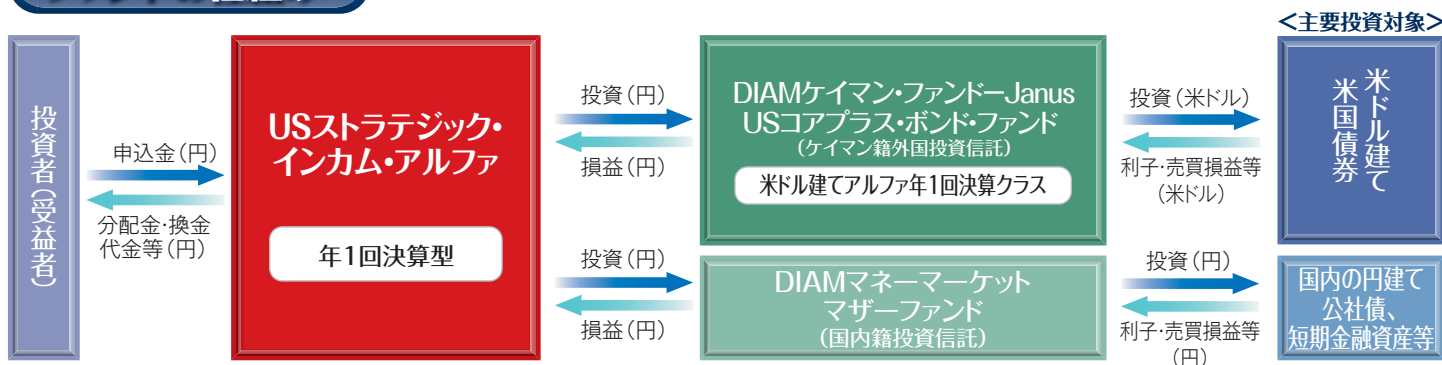 <主要投資対象>
投資者（受益者）
申込金（円）
分配金・換金
代金等（円）
USストラテジック・
インカム・アルファ
年1回決算型
投資（円）
損益（円）
DIAMケイマン・ファンドーJanus
USコアプラス・ボンド・ファンド
（ケイマン籍外国投資信託）
米ドル建てアルファ年1回決算クラス
投資（米ドル）
利子・売買損益等
（米ドル）
米ドル建て
米国債券
投資（円）
損益（円）
DIAMマネーマーケット
マザーファンド
（国内籍投資信託）
投資（円）
利子・売買損益等
（円）
国内の円建て
公社債、
短期金融資産等